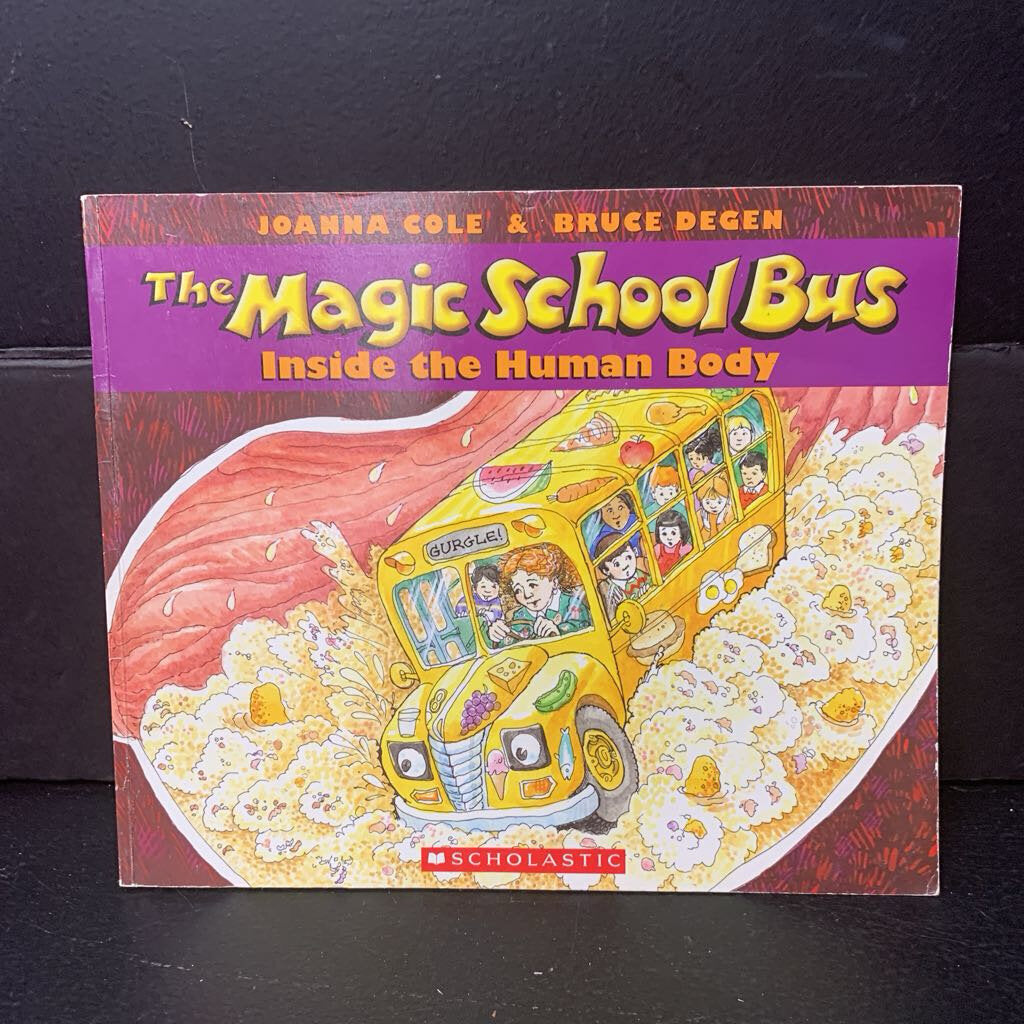 JOANNA COLE & BRUCE DEGEN
The Magic School Bus
Inside the Human Body
GURGLE!
SCHOLASTIC